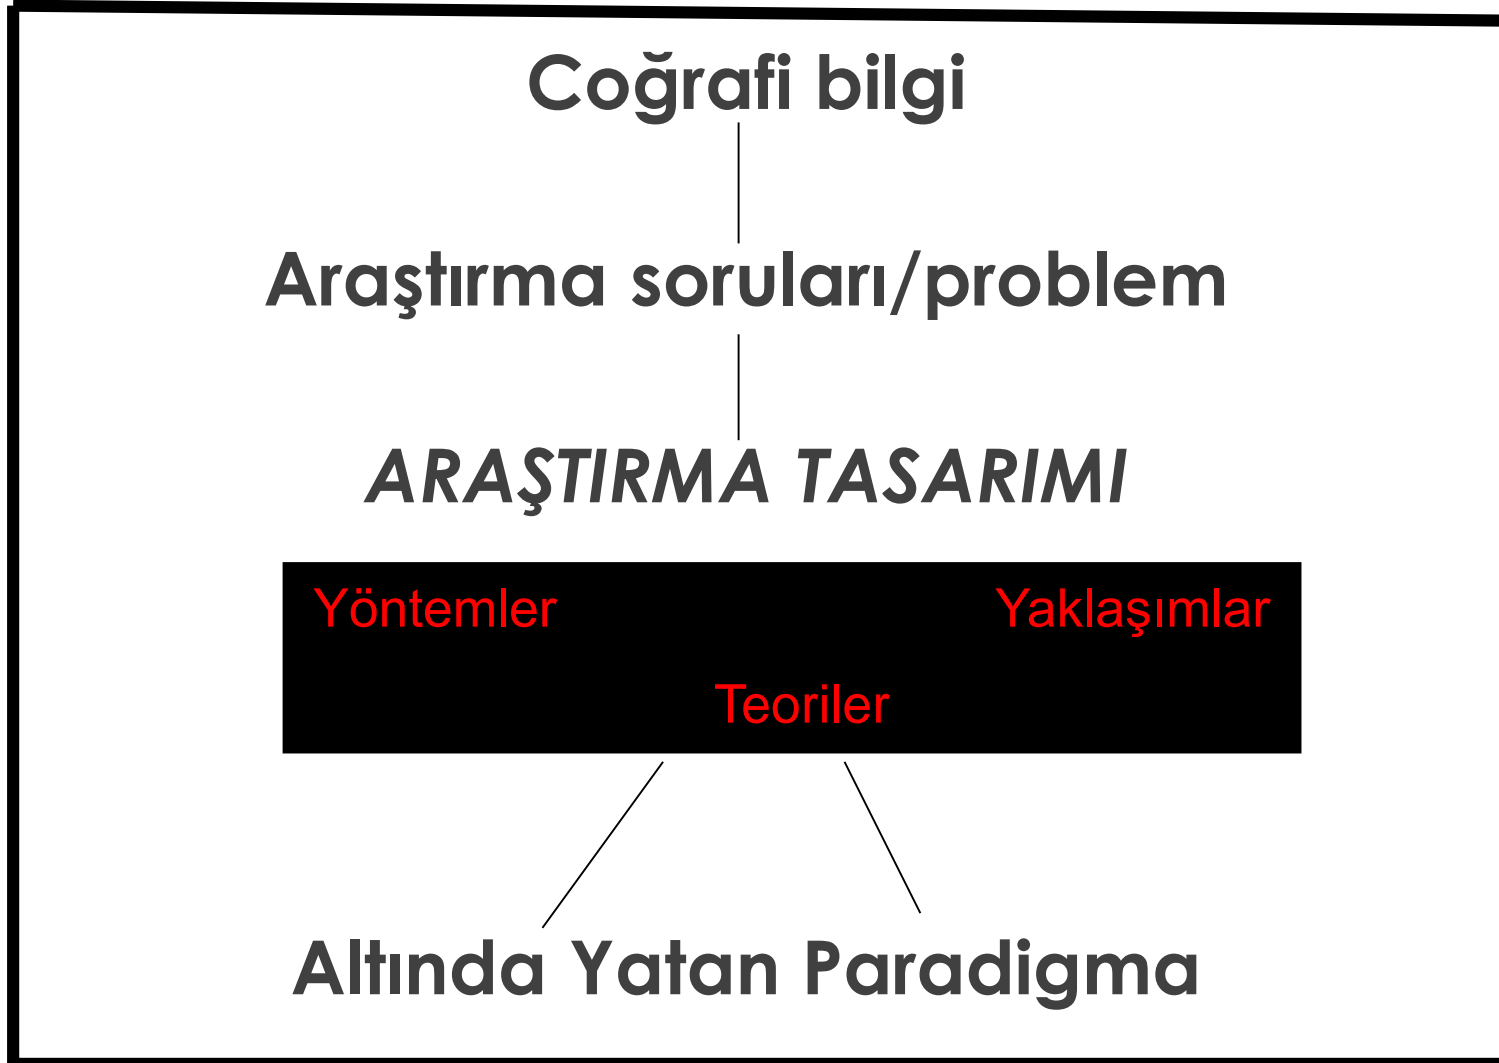 Coğrafi bilgi
Araştırma soruları/problem
ARAŞTIRMA TASARIMI
Yöntemler Yaklaşımlar
Teoriler
Altında Yatan Paradigma